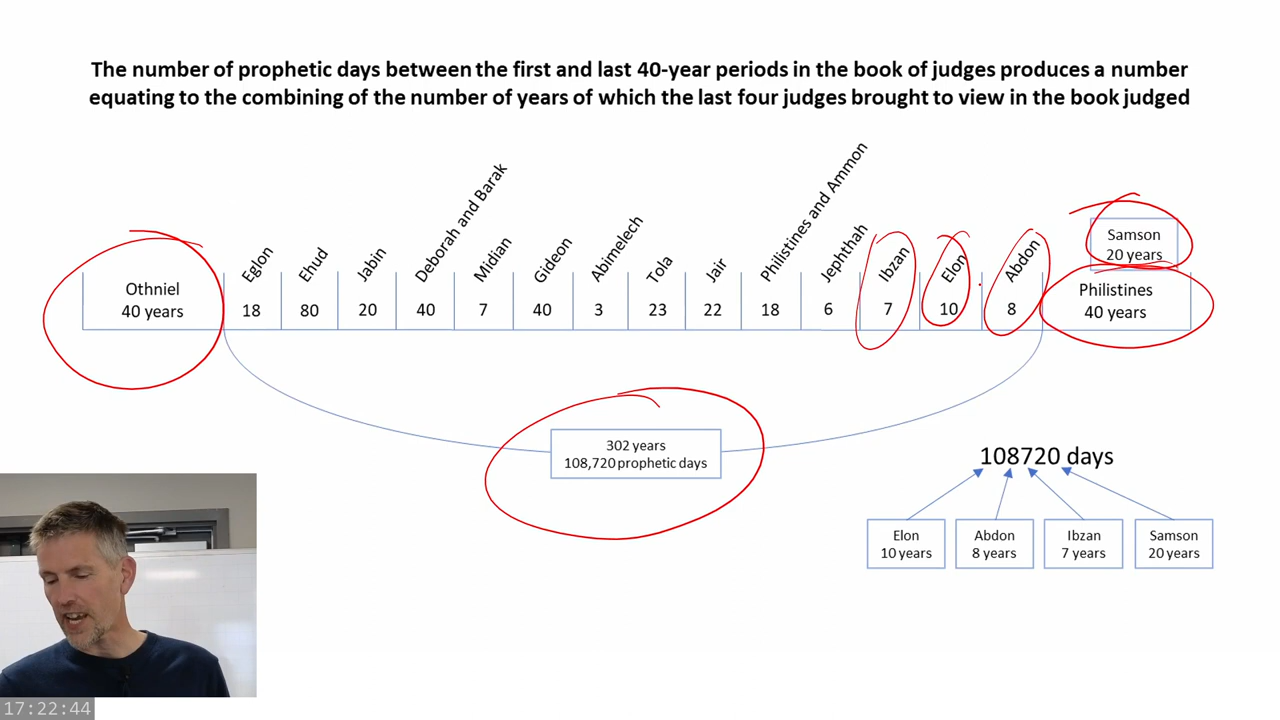 The number of prophetic days between the first and last 40-year periods in the book of judges produces a number
equating to the combining of the number of years of which the last four judges brought to view in the book judged
Eglon
Ehud
Jabin
Deborah and Barak
Midian
Gideon
Abimelech
Tola
Jair
Philistines and Ammon
Jephthah
Ibzan
Elon
Abdon
Samson
20 years
Othniel
40 years
18
80
20
40
7
40
3
23
22
18
6
7
10
8
Philistines
40 years
302 years
108,720 prophetic days
108720 days
Elon
10 years
Abdon
8 years
Ibzan
7 years
Samson
20 years
17:22:44